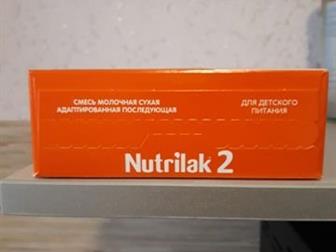 СМЕСЬ МОЛОЧНАЯ СУХАЯ
АДАПТИРОВАННАЯ ПОСЛЕДУЮЩАЯ
ДЛЯ ДЕТСКОГО
ПИТАНИЯ
Nutrilak 2